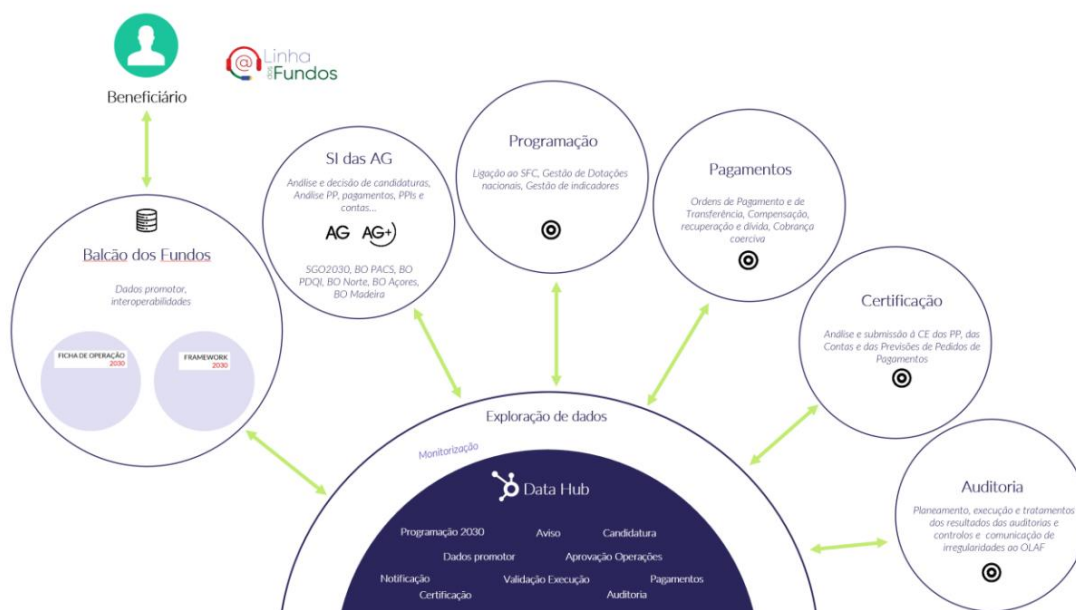 @ Linha
dos Fundos
Beneficiário
Balcão dos Fundos
Dados promotor,
interoperabilidades
FICHA DE OPERAÇÃO
2030
FRAMEWORK
2030
SI das AG
Análise e decisão de candidaturas,
Análise PP, pagamentos, PPIs e
contas...
AG AG+
SGO2030, BO PACS, BO
PDQI, BO Norte, BO Açores,
BO Madeira
Programação
Ligação ao SFC, Gestão de Dotações
nacionais, Gestão de indicadores
Pagamentos
Ordens de Pagamento e de
Transferência, Compensação,
recuperação e dívida, Cobrança
coerciva
Certificação
Análise e submissão à CE dos PP, das
Contas e das Previsões de Pedidos de
Pagamentos
Auditoria
Planeamento, execução e tratamentos
dos resultados das auditorias e
controlos e comunicação de
irregularidades ao OLAF
Exploração de dados
Monitorização
Data Hub
Programação 2030 Aviso Candidatura
Dados promotor Aprovação Operações
Notificação Validação Execução Pagamentos
Certificação Auditoria